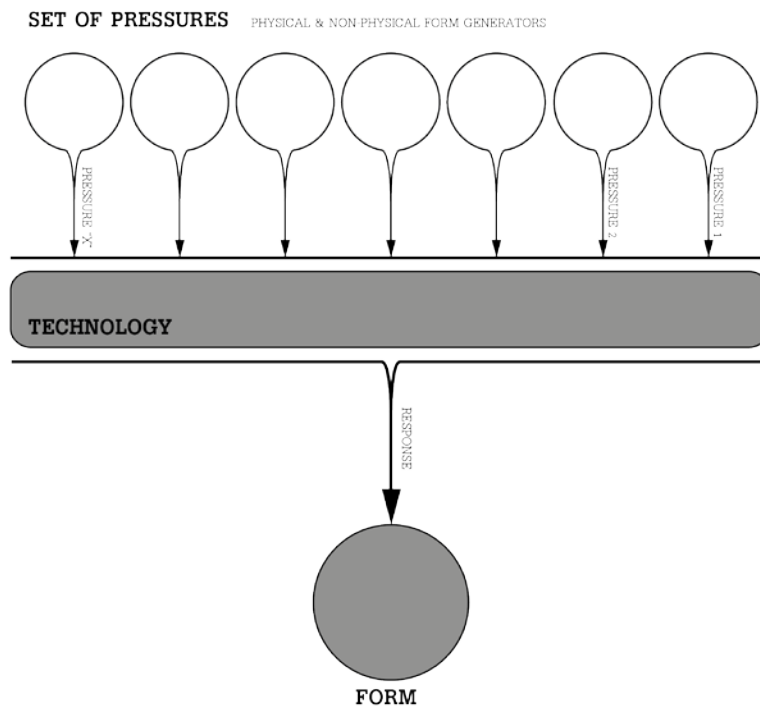 SET OF PRESSURES PHYSICAL & NON-PHYSICAL FORM GENERATORS
PRESSURE 'X'
PRESSURE 2
PRESSURE 1
TECHNOLOGY
RESPONSE
FORM